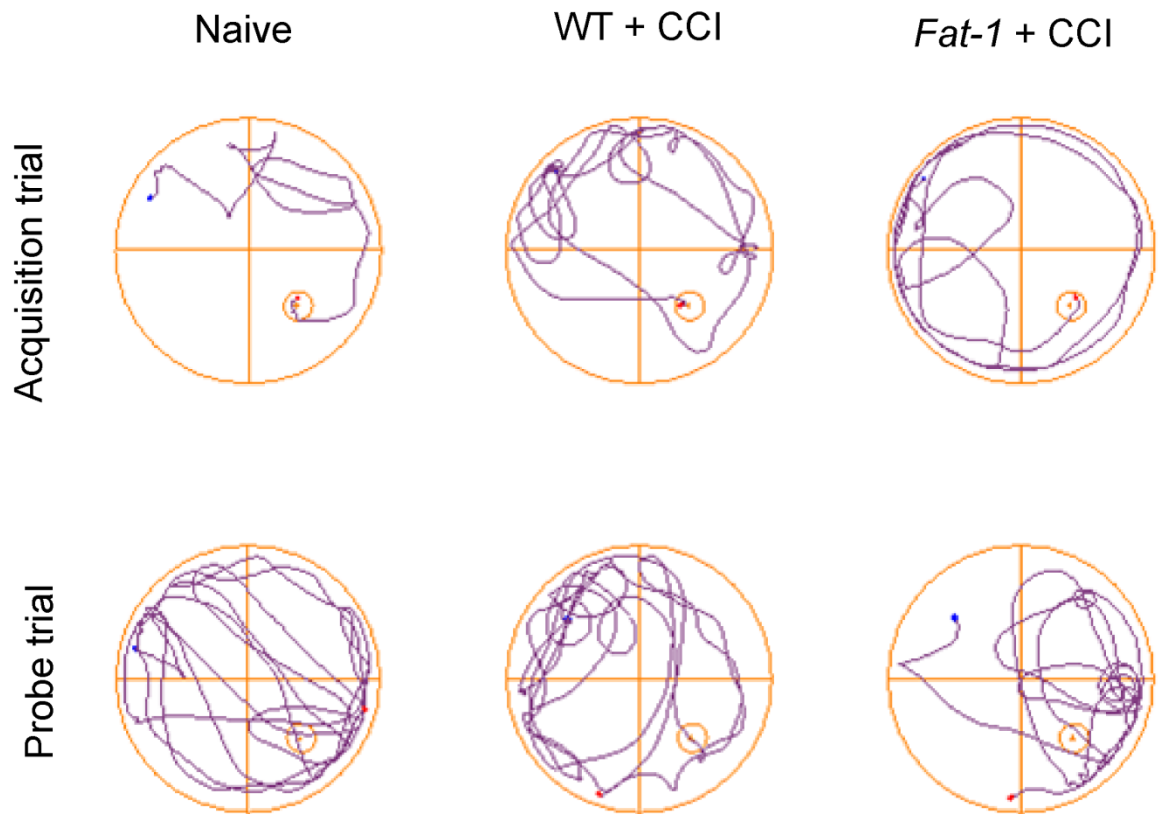 Naive
WT + CCI
Fat-1 + CCI
Acquisition trial
Probe trial